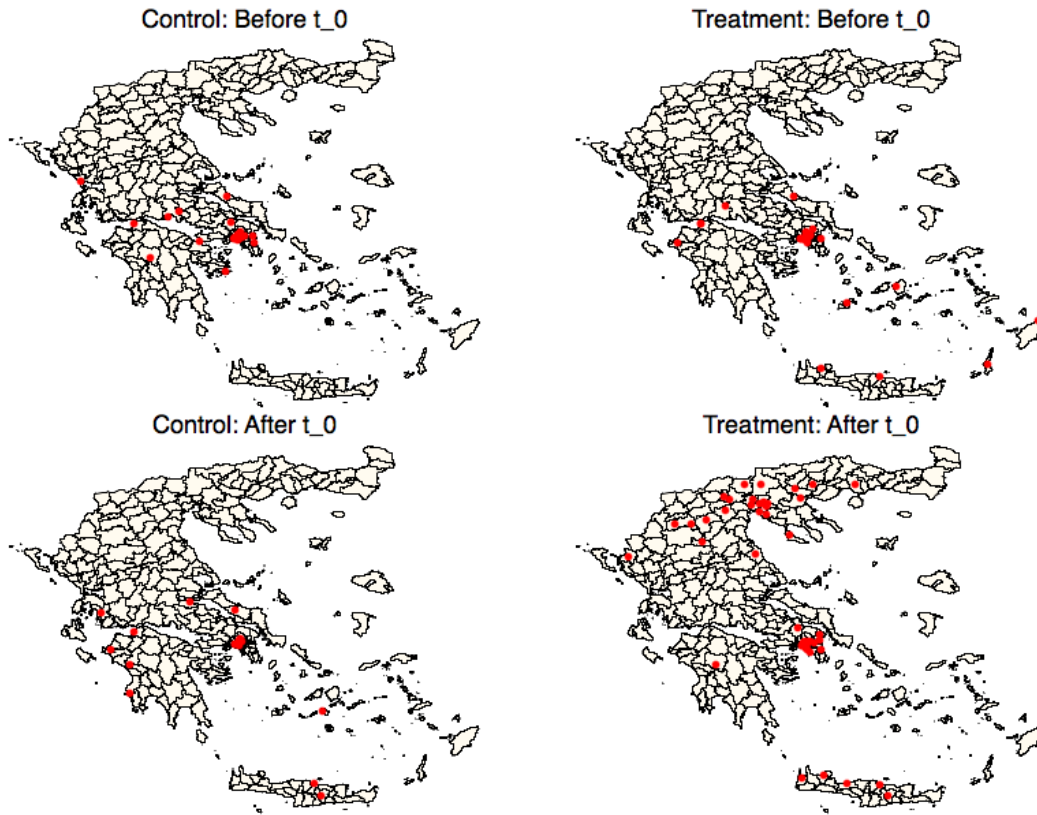 Control: Before t_0
Treatment: Before t_0
Control: After t_0
Treatment: After t_0